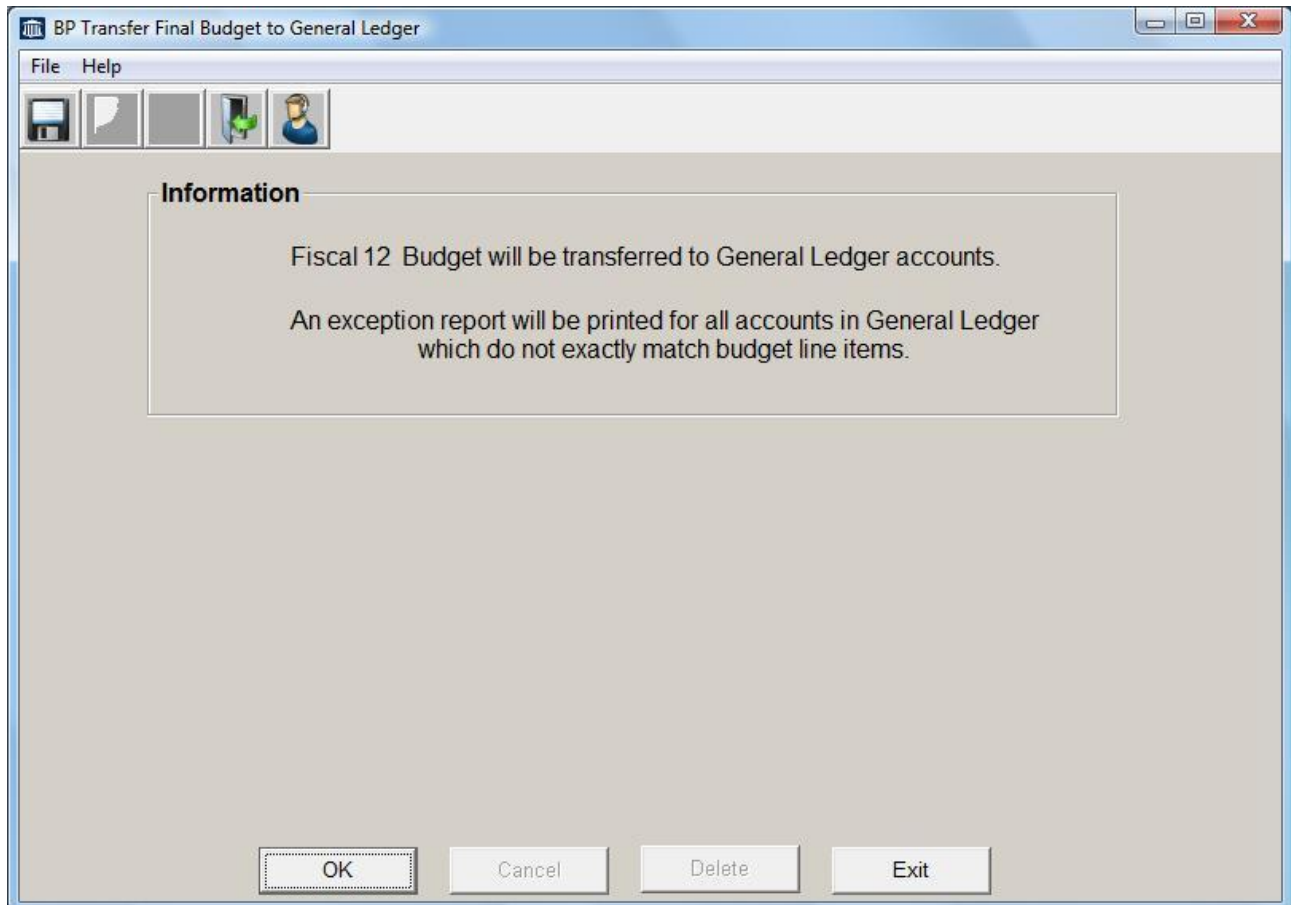 BP Transfer Final Budget to General Ledger
File Help
Information
Fiscal 12 Budget will be transferred to General Ledger accounts.
An exception report will be printed for all accounts in General Ledger
which do not exactly match budget line items.
OK Cancel Delete Exit